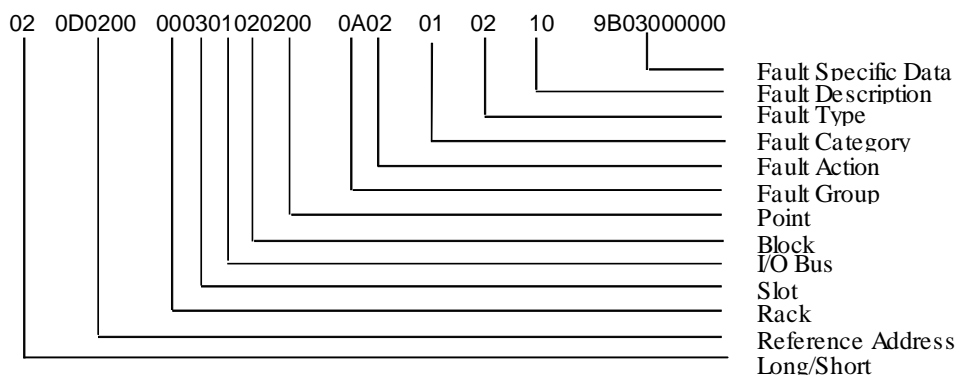 02 0D0200 000301020200 0A02 01 02 10 9B03000000
Fault Specific Data
Fault Description
Fault Type
Fault Category
Fault Action
Fault Group
Point
Block
I/O Bus
Slot
Rack
Reference Address
Long/Short